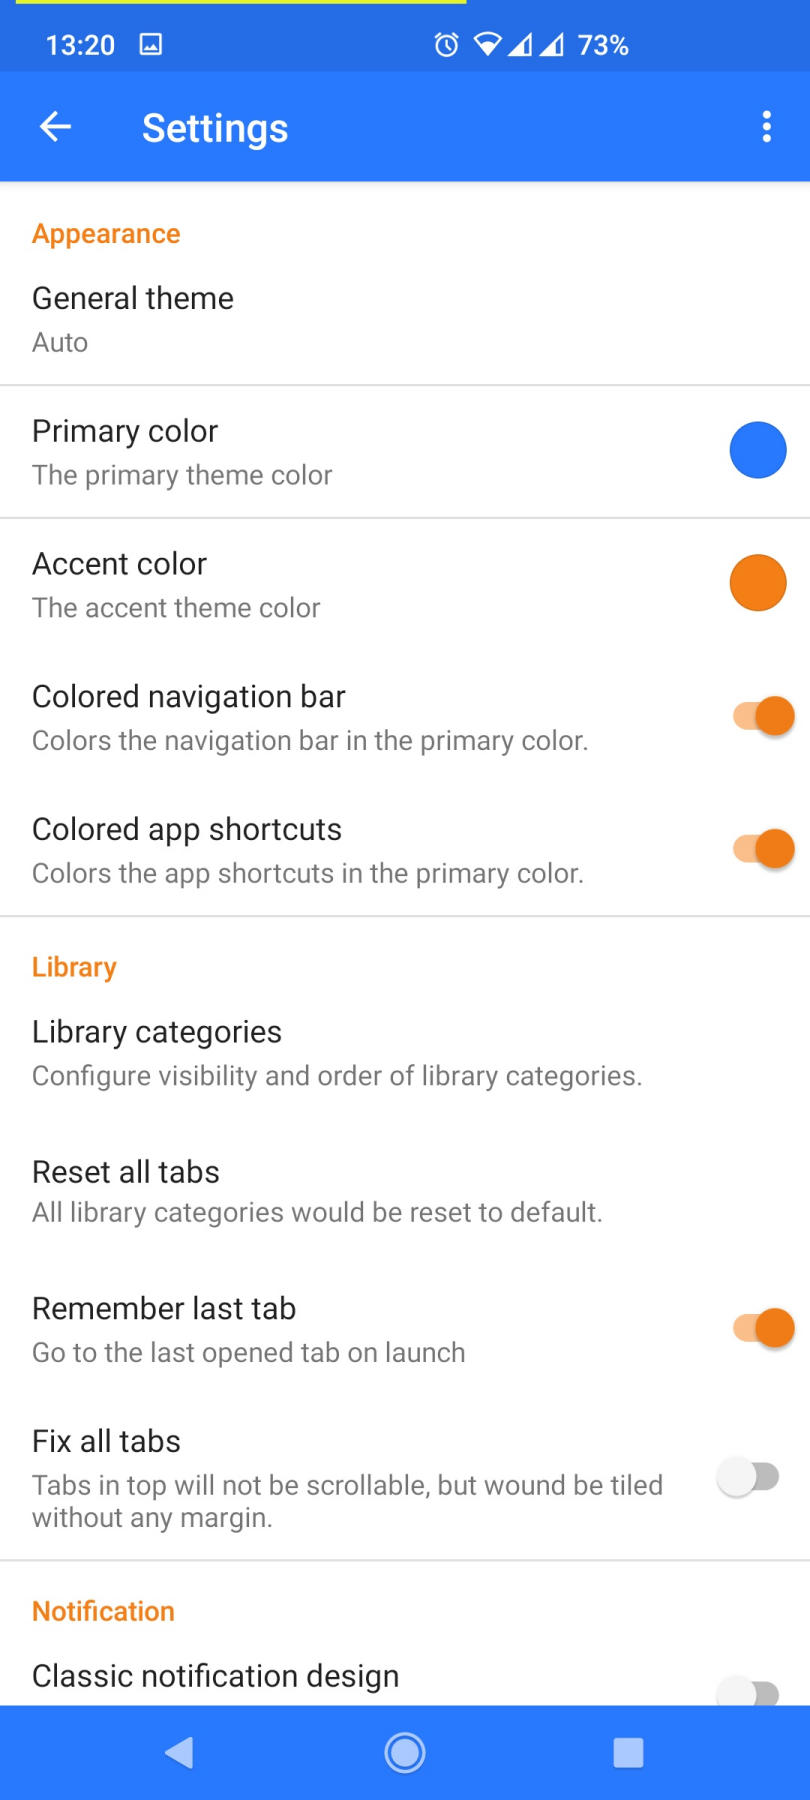 13:20 73%
Settings
Appearance
General theme
Auto
Primary color
The primary theme color
Accent color
The accent theme color
Colored navigation bar
Colors the navigation bar in the primary color.
Colored app shortcuts
Colors the app shortcuts in the primary color.
Library
Library categories
Configure visibility and order of library categories.
Reset all tabs
All library categories would be reset to default.
Remember last tab
Go to the last opened tab on launch
Fix all tabs
Tabs in top will not be scrollable, but wound be tiled
without any margin.
Notification
Classic notification design